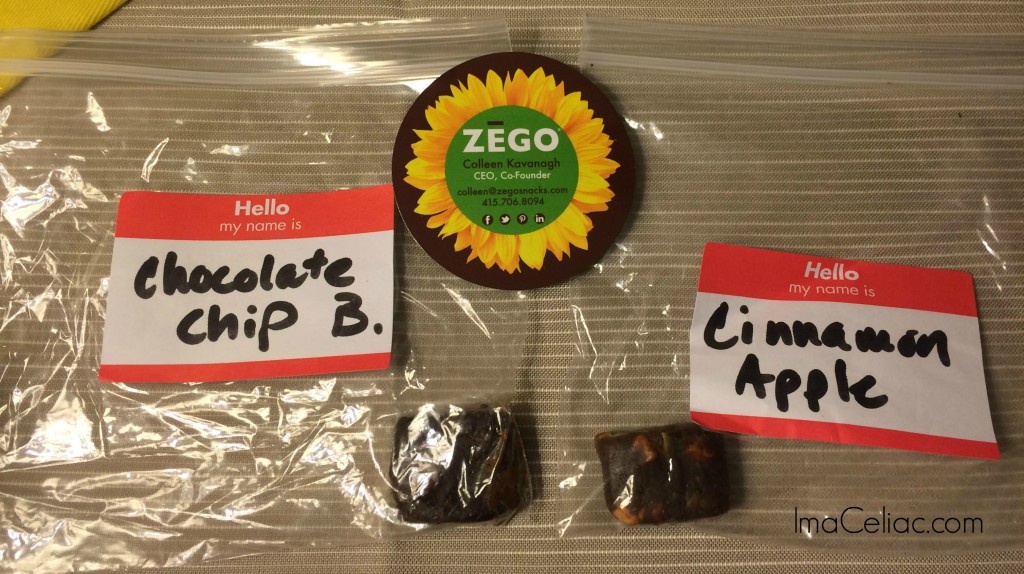 ZĒGO
Colleen Kavanagh
CEO, Co-Founder
colleen@zegosnacks.com
415.706.8094
Hello
my name is
Chocolate
Chip B.
Hello
my name is
Cinnamon
Apple
ImaCeliac.com